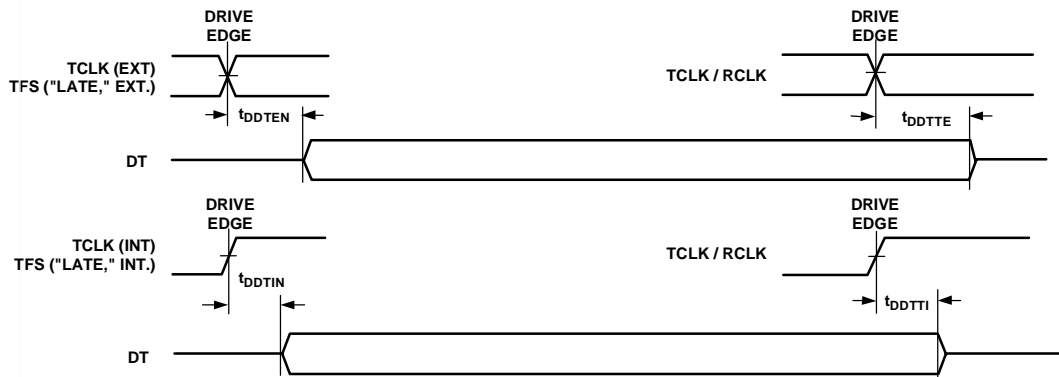 DRIVE
EDGE
DRIVE
EDGE
TCLK (EXT)
TFS ("LATE," EXT.)
TCLK / RCLK
tDDTEN
tDDTTE
DT
DRIVE
EDGE
DRIVE
EDGE
TCLK (INT)
TFS ("LATE," INT.)
TCLK / RCLK
tDDTIN
tDDTTI
DT